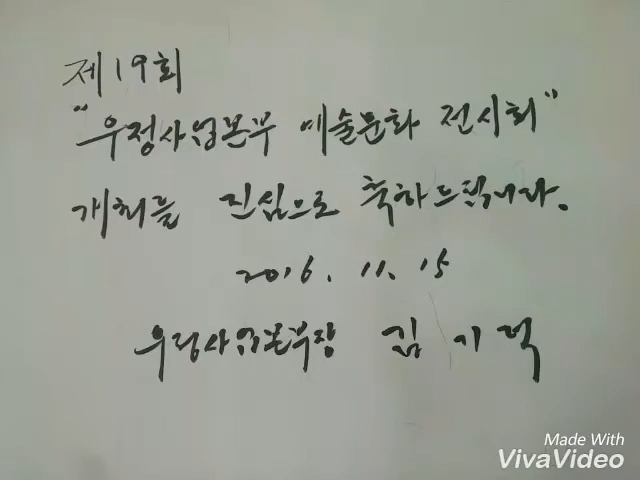 제19회
"우정사업본부 예술문화 전시회"
개최를 진심으로 축하드립니다.
2016. 11. 15
우정사업본부장 김기덕
Made With
VivaVideo